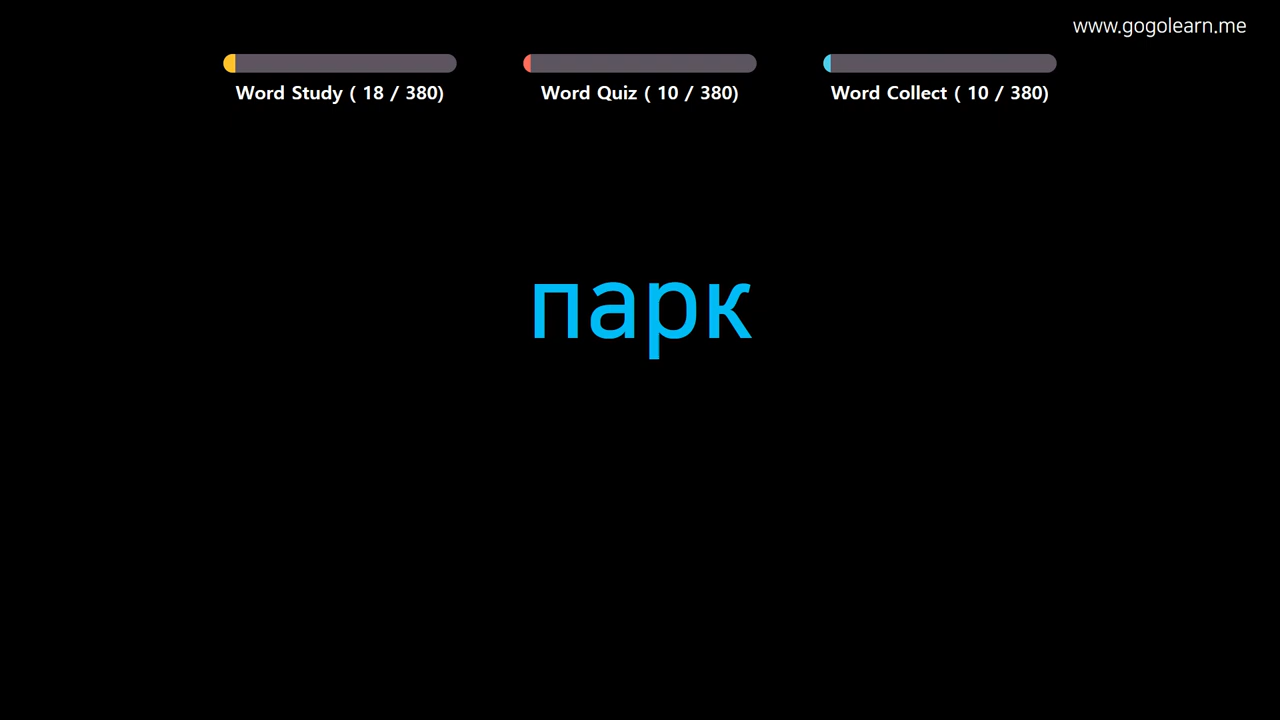 www.gogolearn.me
Word Study ( 18 / 380)
Word Quiz ( 10 / 380)
Word Collect ( 10 / 380)
парк